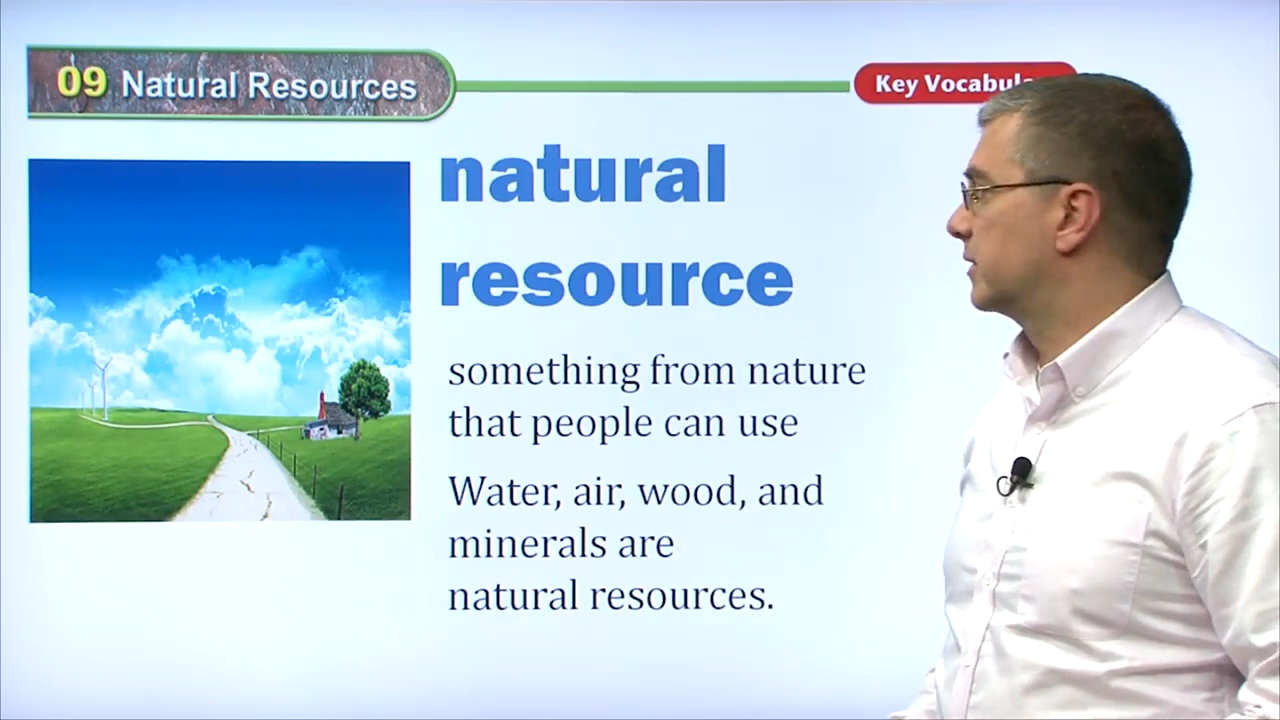 09 Natural Resources
Key
natural
resource
something from nature
that people can use
Water, air, wood, and
minerals are
natural resources.